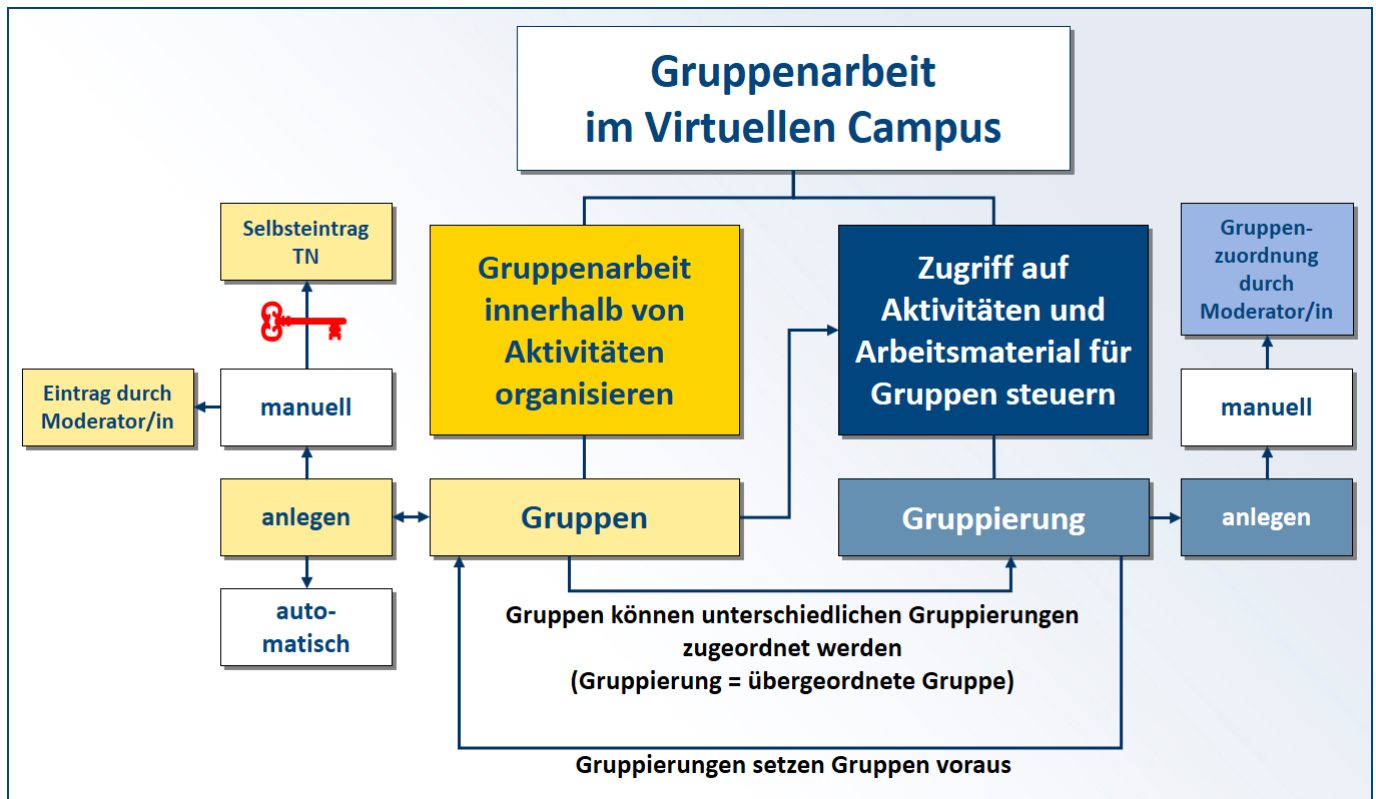 Gruppenarbeit
im Virtuellen Campus
Selbsteintrag
TN
Gruppenarbeit
innerhalb von
Aktivitäten
organisieren
Zugriff auf
Aktivitäten und
Arbeitsmaterial für
Gruppen steuern
Gruppen-
zuordnung
durch
Moderator/in
Eintrag durch
Moderator/in
manuell
manuell
anlegen
Gruppen
Gruppierung
anlegen
auto-
matisch
Gruppen können unterschiedlichen Gruppierungen
zugeordnet werden
(Gruppierung = übergeordnete Gruppe)
Gruppierungen setzen Gruppen voraus